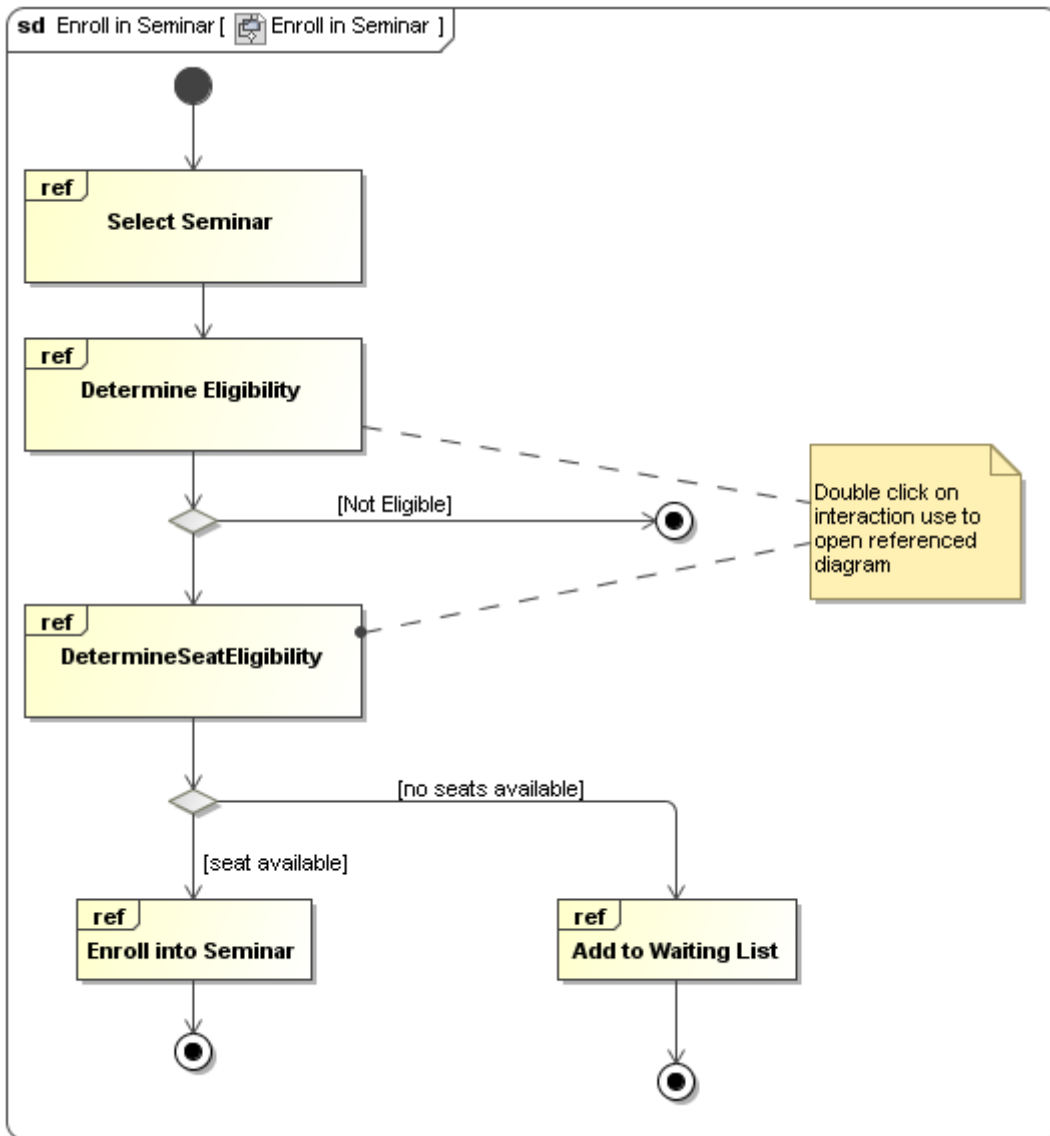 sd Enroll in Seminar [ Enroll in Seminar ]
ref
Select Seminar
ref
Determine Eligibility
[Not Eligible]
Double click on
interaction use to
open referenced
diagram
ref
DetermineSeatEligibility
[no seats available]
[seat available]
ref
Enroll into Seminar
ref
Add to Waiting List